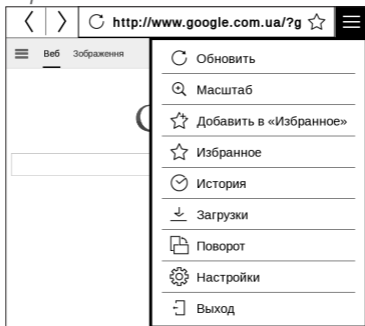 http://www.google.com.ua/?g
Веб Зображення
Обновить
Масштаб
Добавить в «Избранное»
Избранное
История
Загрузки
Поворот
Настройки
Выход